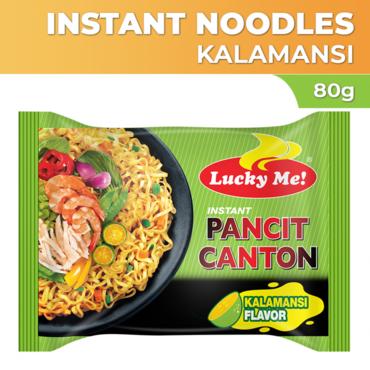 INSTANT NOODLES
KALAMANSI
80g
Lucky Me!
®
INSTANT
PANCIT
CANTON
KALAMANSI
FLAVOR